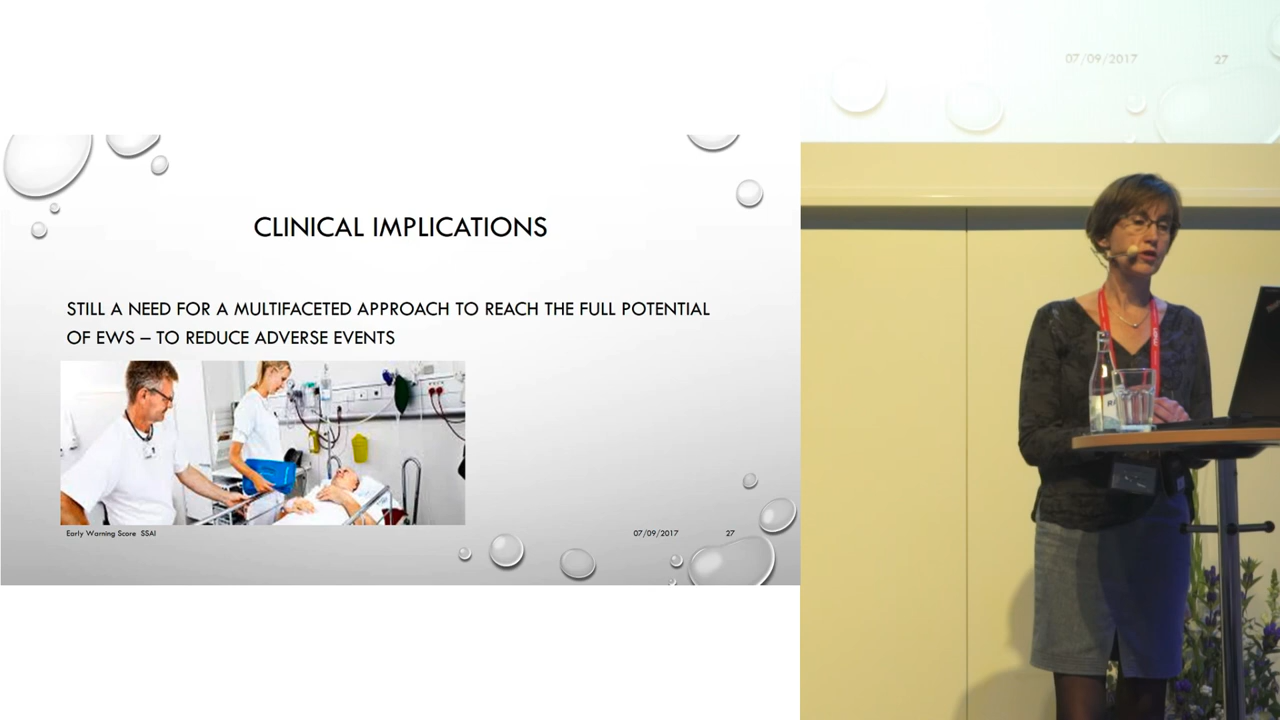 CLINICAL IMPLICATIONS
STILL A NEED FOR A MULTIFACETED APPROACH TO REACH THE FULL POTENTIAL
OF EWS – TO REDUCE ADVERSE EVENTS
Early Warning Score SSAI
07/09/2017
27
07/09/2017
27